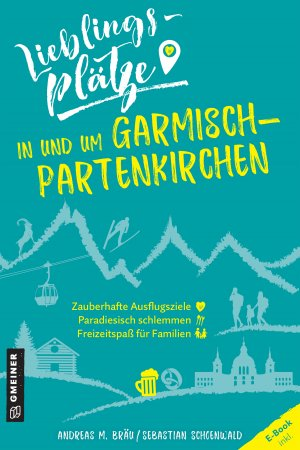 Lieblings-
plätze
IN UND UM GARMISCH-
PARTENKIRCHEN
Zauberhafte Ausflugsziele
Paradiesisch schlemmen
Freizeitspaß für Familien
GMEINER
E-Book
inkl.
ANDREAS M. BRÄU / SEBASTIAN SCHOENWALD